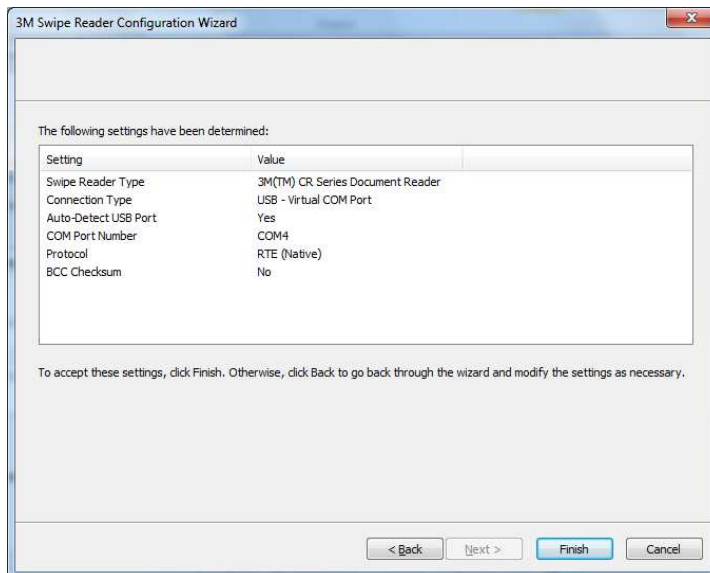 3M Swipe Reader Configuration Wizard
The following settings have been determined:
Setting Value
Swipe Reader Type 3M(TM) CR Series Document Reader
Connection Type USB - Virtual COM Port
Auto-Detect USB Port Yes
COM Port Number COM4
Protocol RTE (Native)
BCC Checksum No
To accept these settings, click Finish. Otherwise, click Back to go back through the wizard and modify the settings as necessary.
< Back Next > Finish Cancel